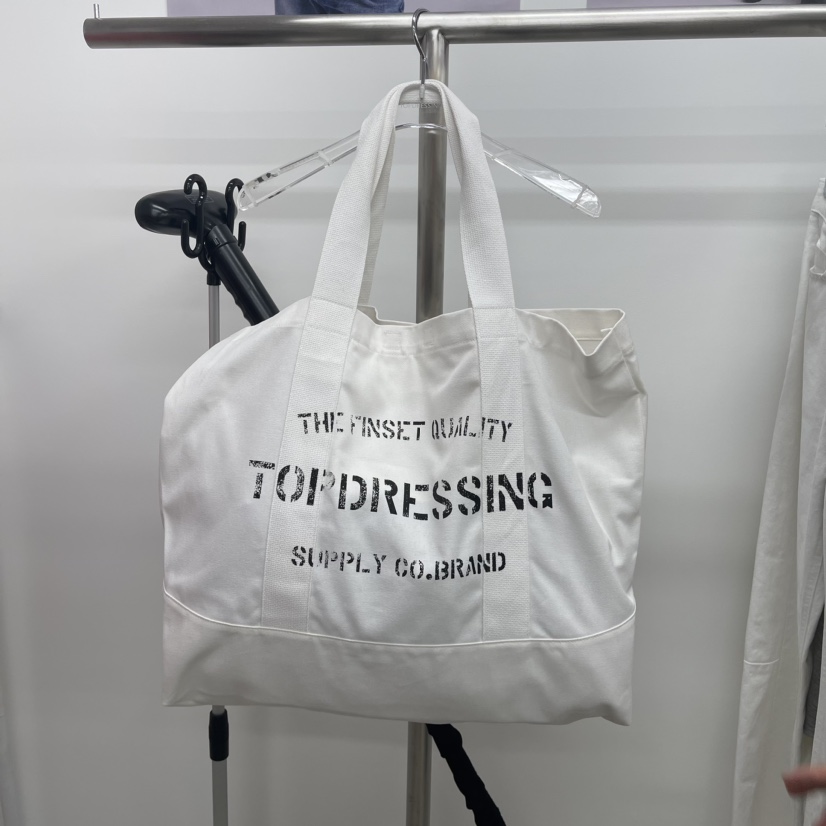 THE FINSET QUALITY
TOPDRESSING
SUPPLY CO.BRAND